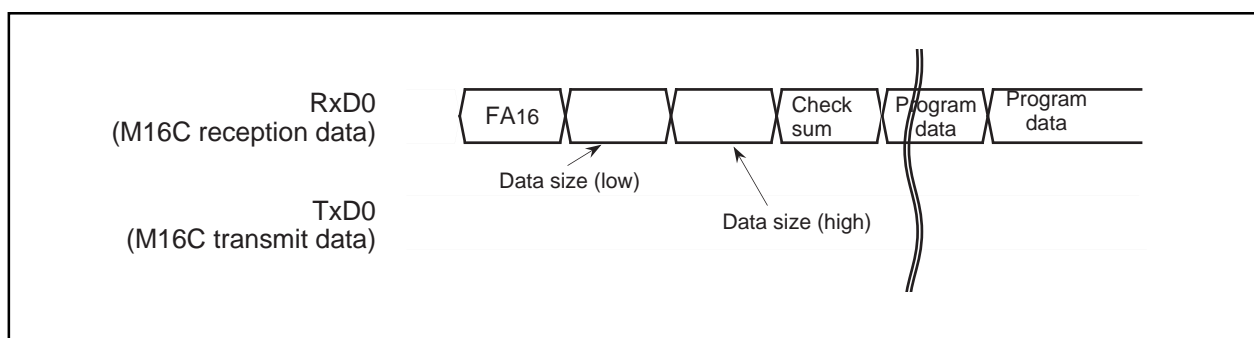 RxD0
(M16C reception data)
FA16
Check
sum
Program
data
Program
data
Data size (low)
Data size (high)
TxD0
(M16C transmit data)